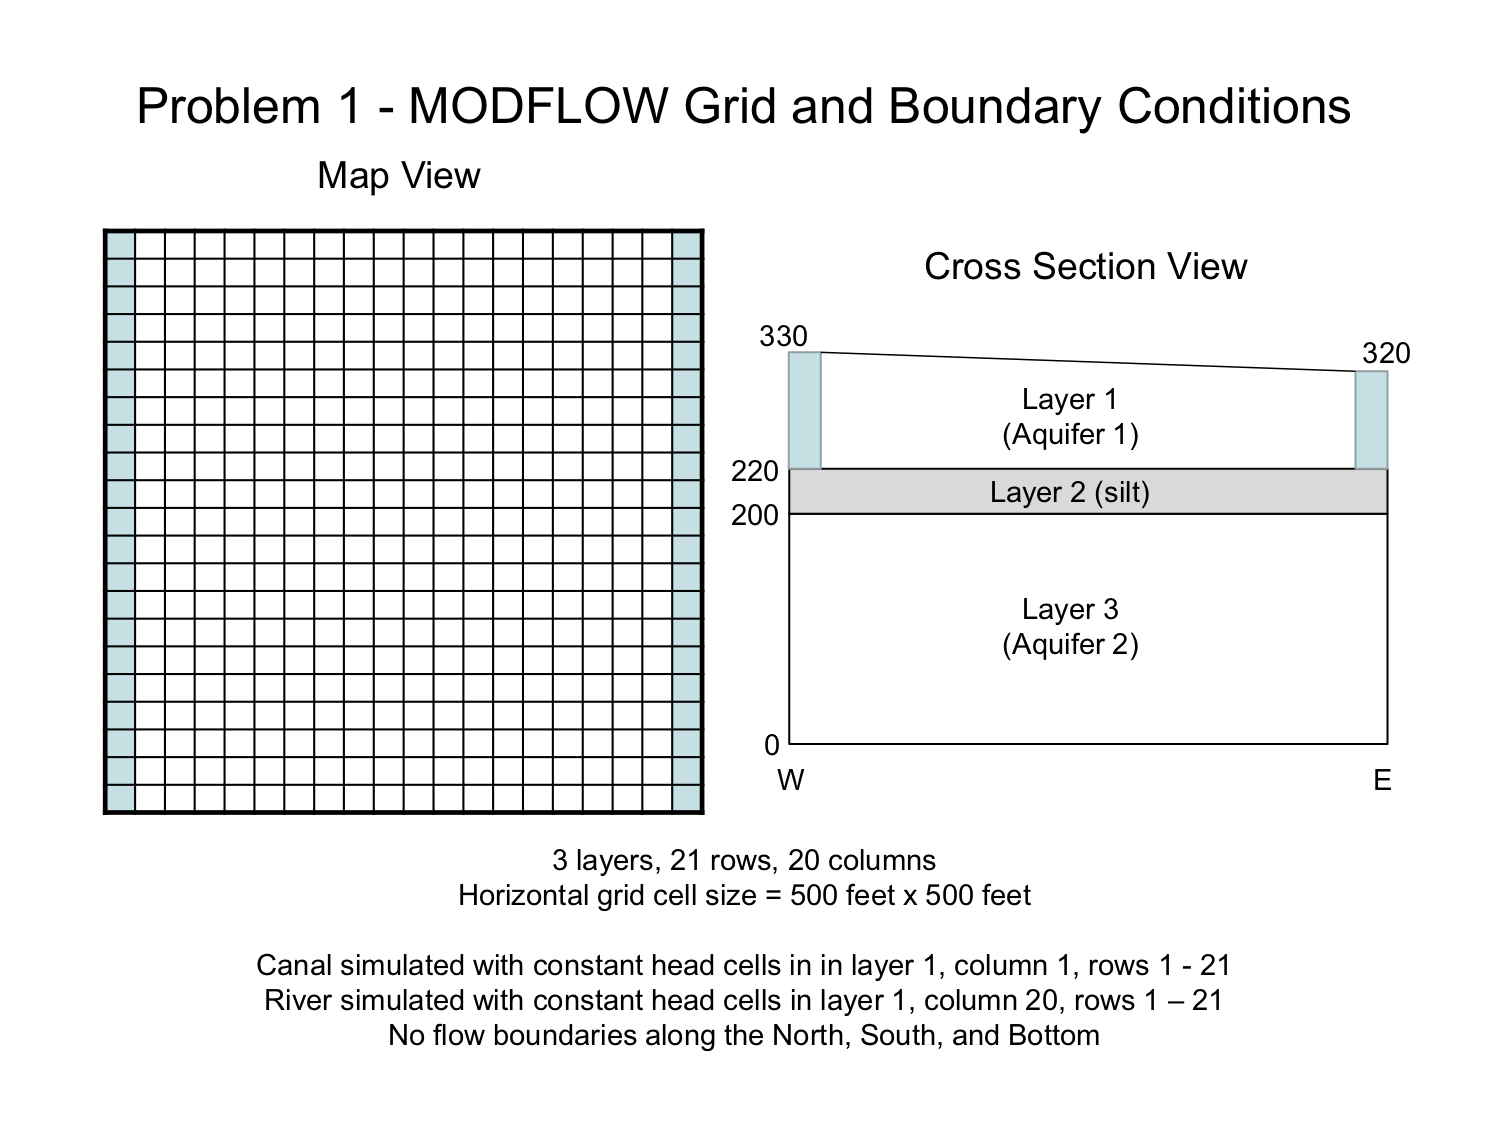 Problem 1 - MODFLOW Grid and Boundary Conditions
Map View
Cross Section View
330
320
Layer 1
(Aquifer 1)
220
Layer 2 (silt)
200
Layer 3
(Aquifer 2)
0
W
E
3 layers, 21 rows, 20 columns
Horizontal grid cell size = 500 feet x 500 feet
Canal simulated with constant head cells in in layer 1, column 1, rows 1 - 21
River simulated with constant head cells in layer 1, column 20, rows 1 – 21
No flow boundaries along the North, South, and Bottom